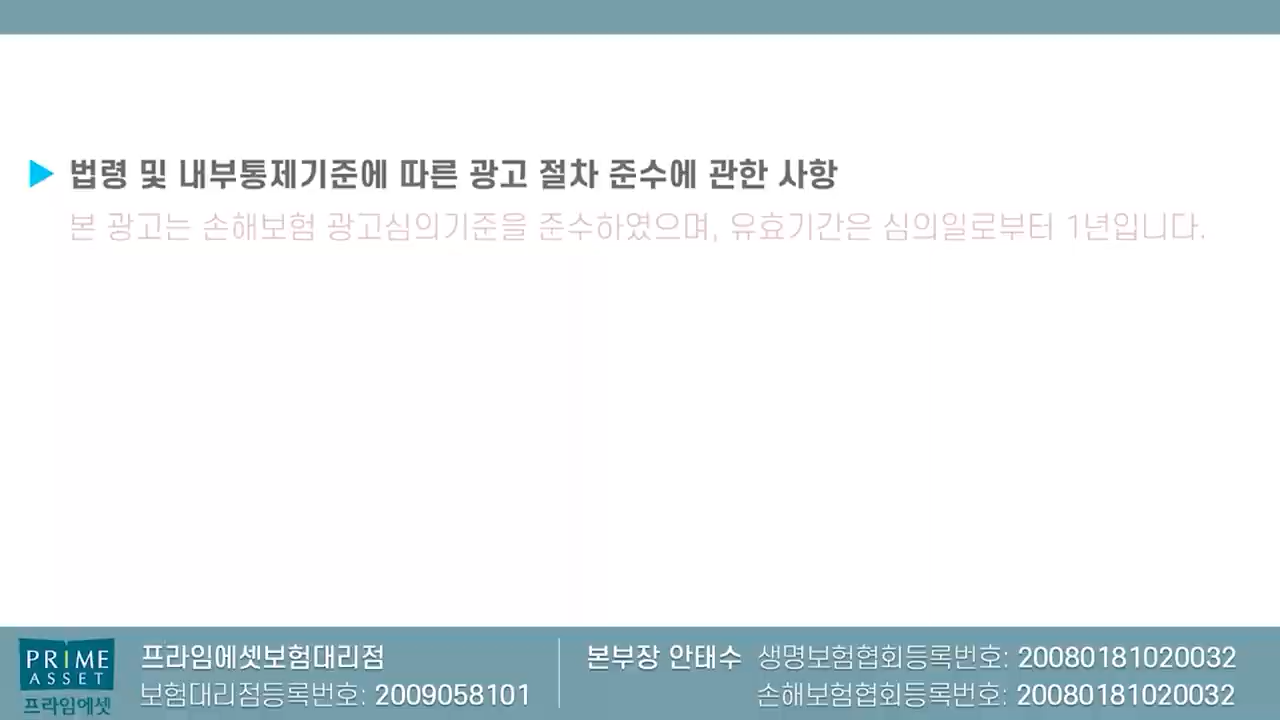 법령 및 내부통제기준에 따른 광고 절차 준수에 관한 사항
본 광고는 손해보험 광고심의기준을 준수하였으며, 유효기간은 심의일로부터 1년입니다.
PRIME
ASSET
프라임에셋
프라임에셋보험대리점
보험대리점등록번호: 2009058101
본부장 안태수 생명보험협회등록번호: 20080181020032
손해보험협회등록번호: 20080181020032